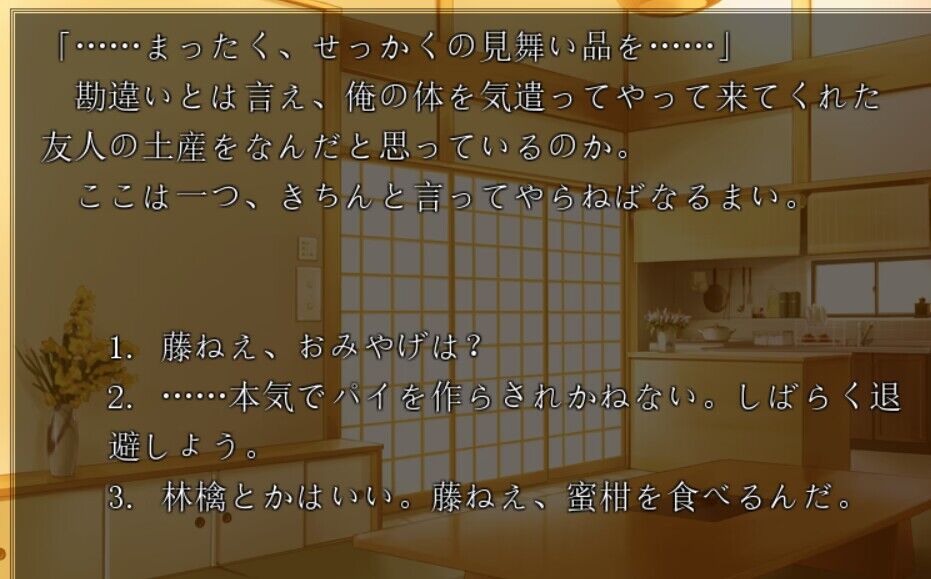 「……まったく、せっかくの見舞い品を……」
勘違いとは言え、俺の体を気遣ってやって来てくれた
友人の土産をなんだと思っているのか。
ここは一つ、きちんと言ってやらねばなるまい。
1. 藤ねえ、おみやげは?
2. ……本気でパイを作らされかねない。しばらく退
避しよう。
3. 林檎とかはいい。藤ねえ、蜜柑を食べるんだ。